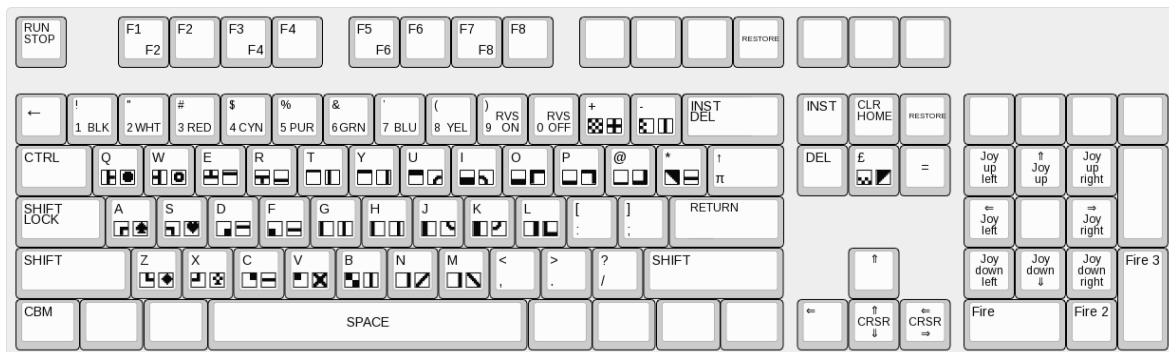 RUN
STOP
F1
F2
F2
F3
F4
F4
F5
F6
F6
F7
F8
F8
RESTORE
←
!
1 BLK
"
2 WHT
#
3 RED
$
4 CYN
%
5 PUR
&
6 GRN
'
7 BLU
(
8 YEL
)
9 RVS
ON
0 RVS
OFF
+
-
INST
DEL
INST
CLR
HOME
RESTORE
CTRL
Q
W
E
R
T
Y
U
I
O
P
@
*
↑
π
DEL
£
=
Joy
up
left
⇑
Joy
up
Joy
up
right
SHIFT
LOCK
A
S
D
F
G
H
J
K
L
[
:
]
;
RETURN
⇐
Joy
left
⇒
Joy
right
SHIFT
Z
X
C
V
B
N
M
<
,
>
.
?
/
SHIFT
⇑
Joy
down
left
Joy
down
⇓
Joy
down
right
Fire 3
CBM
SPACE
⇐
⇑
CRSR
⇓
⇐
CRSR
⇒
Fire
Fire 2